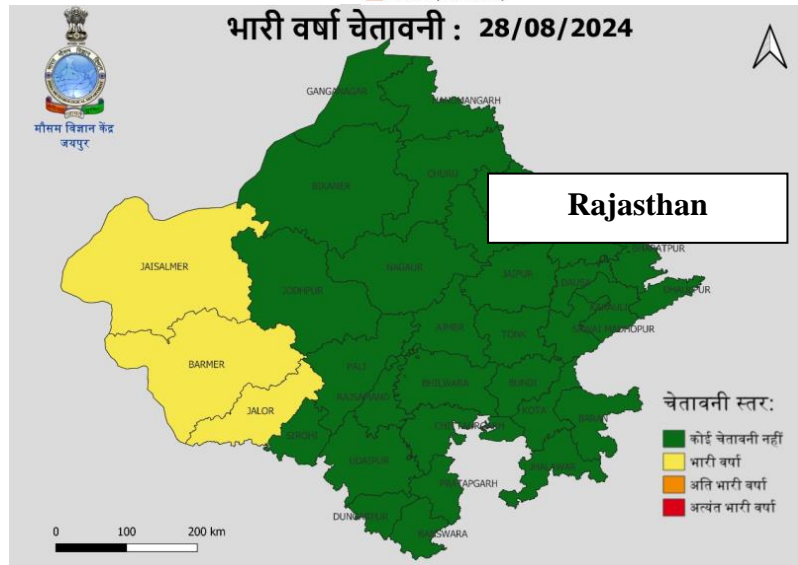 भारी वर्षा चेतावनी : 28/08/2024
मौसम विज्ञान केंद्र
जयपुर
GANGANAGAR
HANUMANGARH
BIKANER
CHURU
Rajasthan
JAISALMER
JODHPUR
NAGAUR
JAIPUR
DAUSA
DHAULPUR
KARAULI
SAWAI MADHOPUR
AJMER
TONK
BARMER
PALI
RAJSAMAND
BHILWARA
BUNDI
KOTA
BARAN
JALOR
SIROHI
UDAIPUR
JHALAWAR
PRATAPGARH
DUNGARPUR
BANSWARA
चेतावनी स्तर:
कोई चेतावनी नहीं
भारी वर्षा
अति भारी वर्षा
अत्यंत भारी वर्षा
0 100 200 km